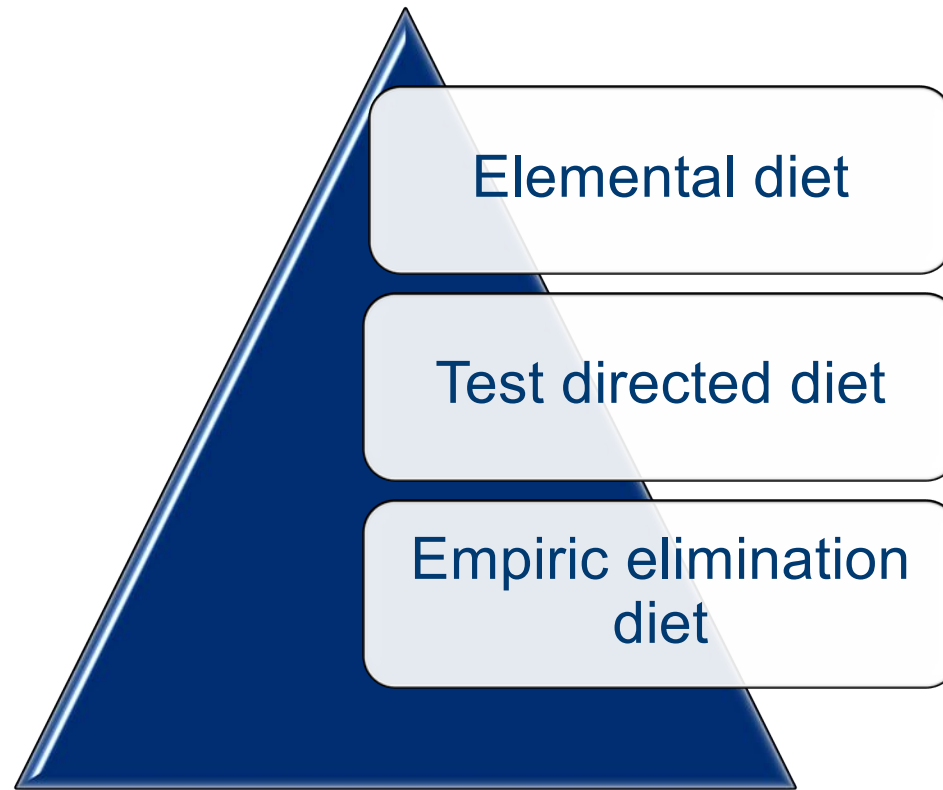 Elemental diet
Test directed diet
Empiric elimination
diet